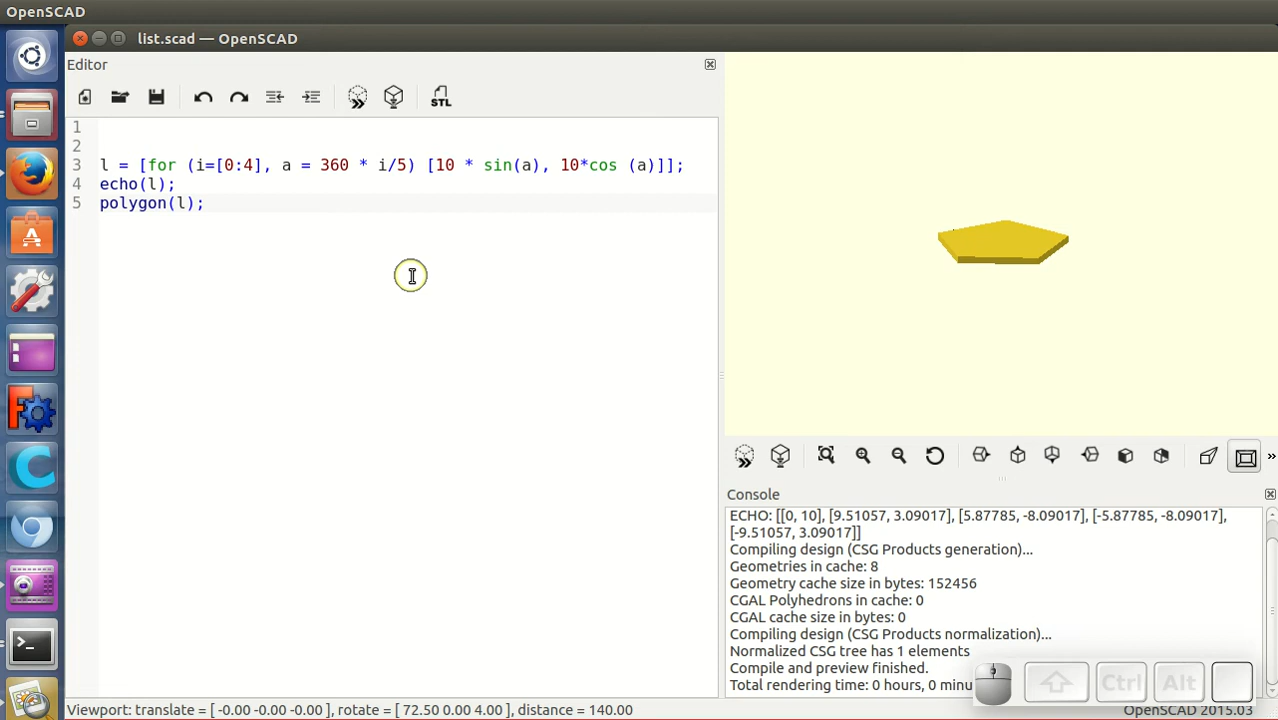 OpenSCAD
list.scad — OpenSCAD
Editor
STL
1
2
3 l = [for (i=[0:4], a = 360 * i/5) [10 * sin(a), 10*cos (a)]];
4 echo(l);
5 polygon(l);
Console
ECHO: [[0, 10], [9.51057, 3.09017], [5.87785, -8.09017], [-5.87785, -8.09017],
[-9.51057, 3.09017]]
Compiling design (CSG Products generation)...
Geometries in cache: 8
Geometry cache size in bytes: 152456
CGAL Polyhedrons in cache: 0
CGAL cache size in bytes: 0
Compiling design (CSG Products normalization)...
Normalized CSG tree has 1 elements
Compile and preview finished.
Total rendering time: 0 hours, 0 minu
Ctrl
Alt
Viewport: translate = [ -0.00 -0.00 -0.00 ], rotate = [ 72.50 0.00 4.00 ], distance = 140.00
OpenSCAD 2015.03